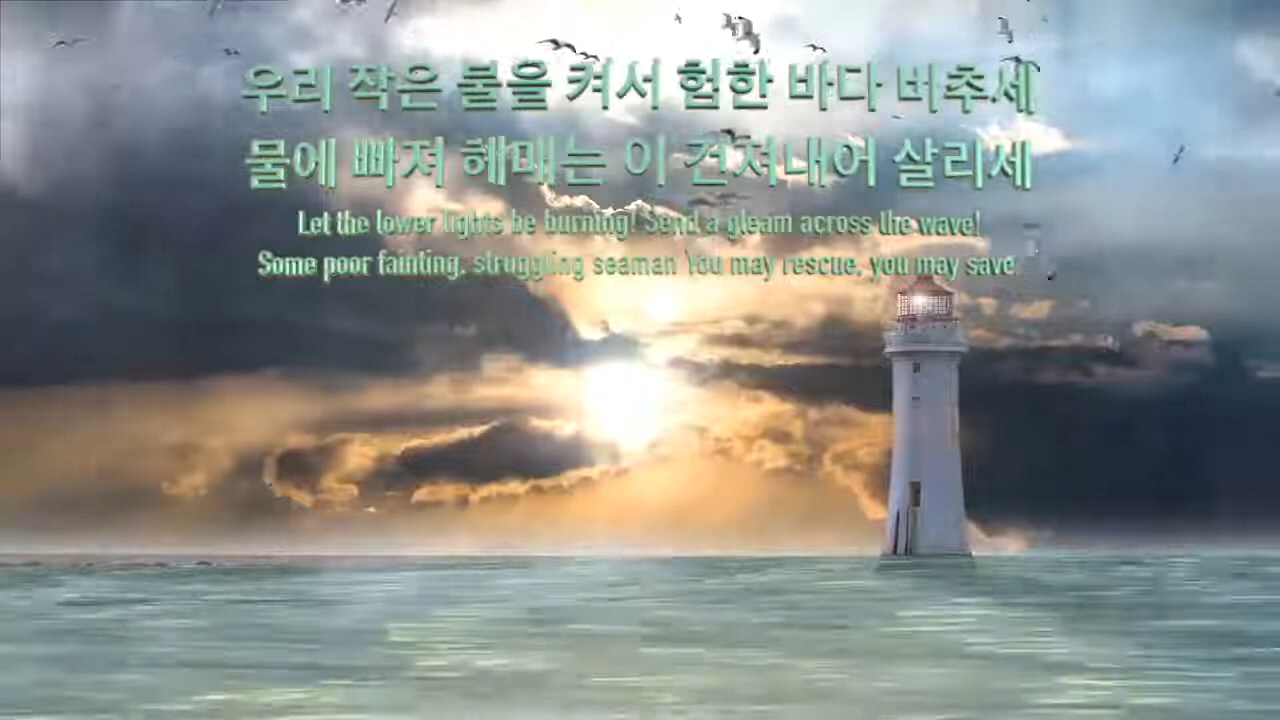 우리 작은 불을 켜서 험한 바다 비추세
물에 빠져 헤매는 이 건져내어 살리세
Let the lower lights be burning! Send a gleam across the wave!
Some poor fainting, struggling seaman You may rescue, you may save.